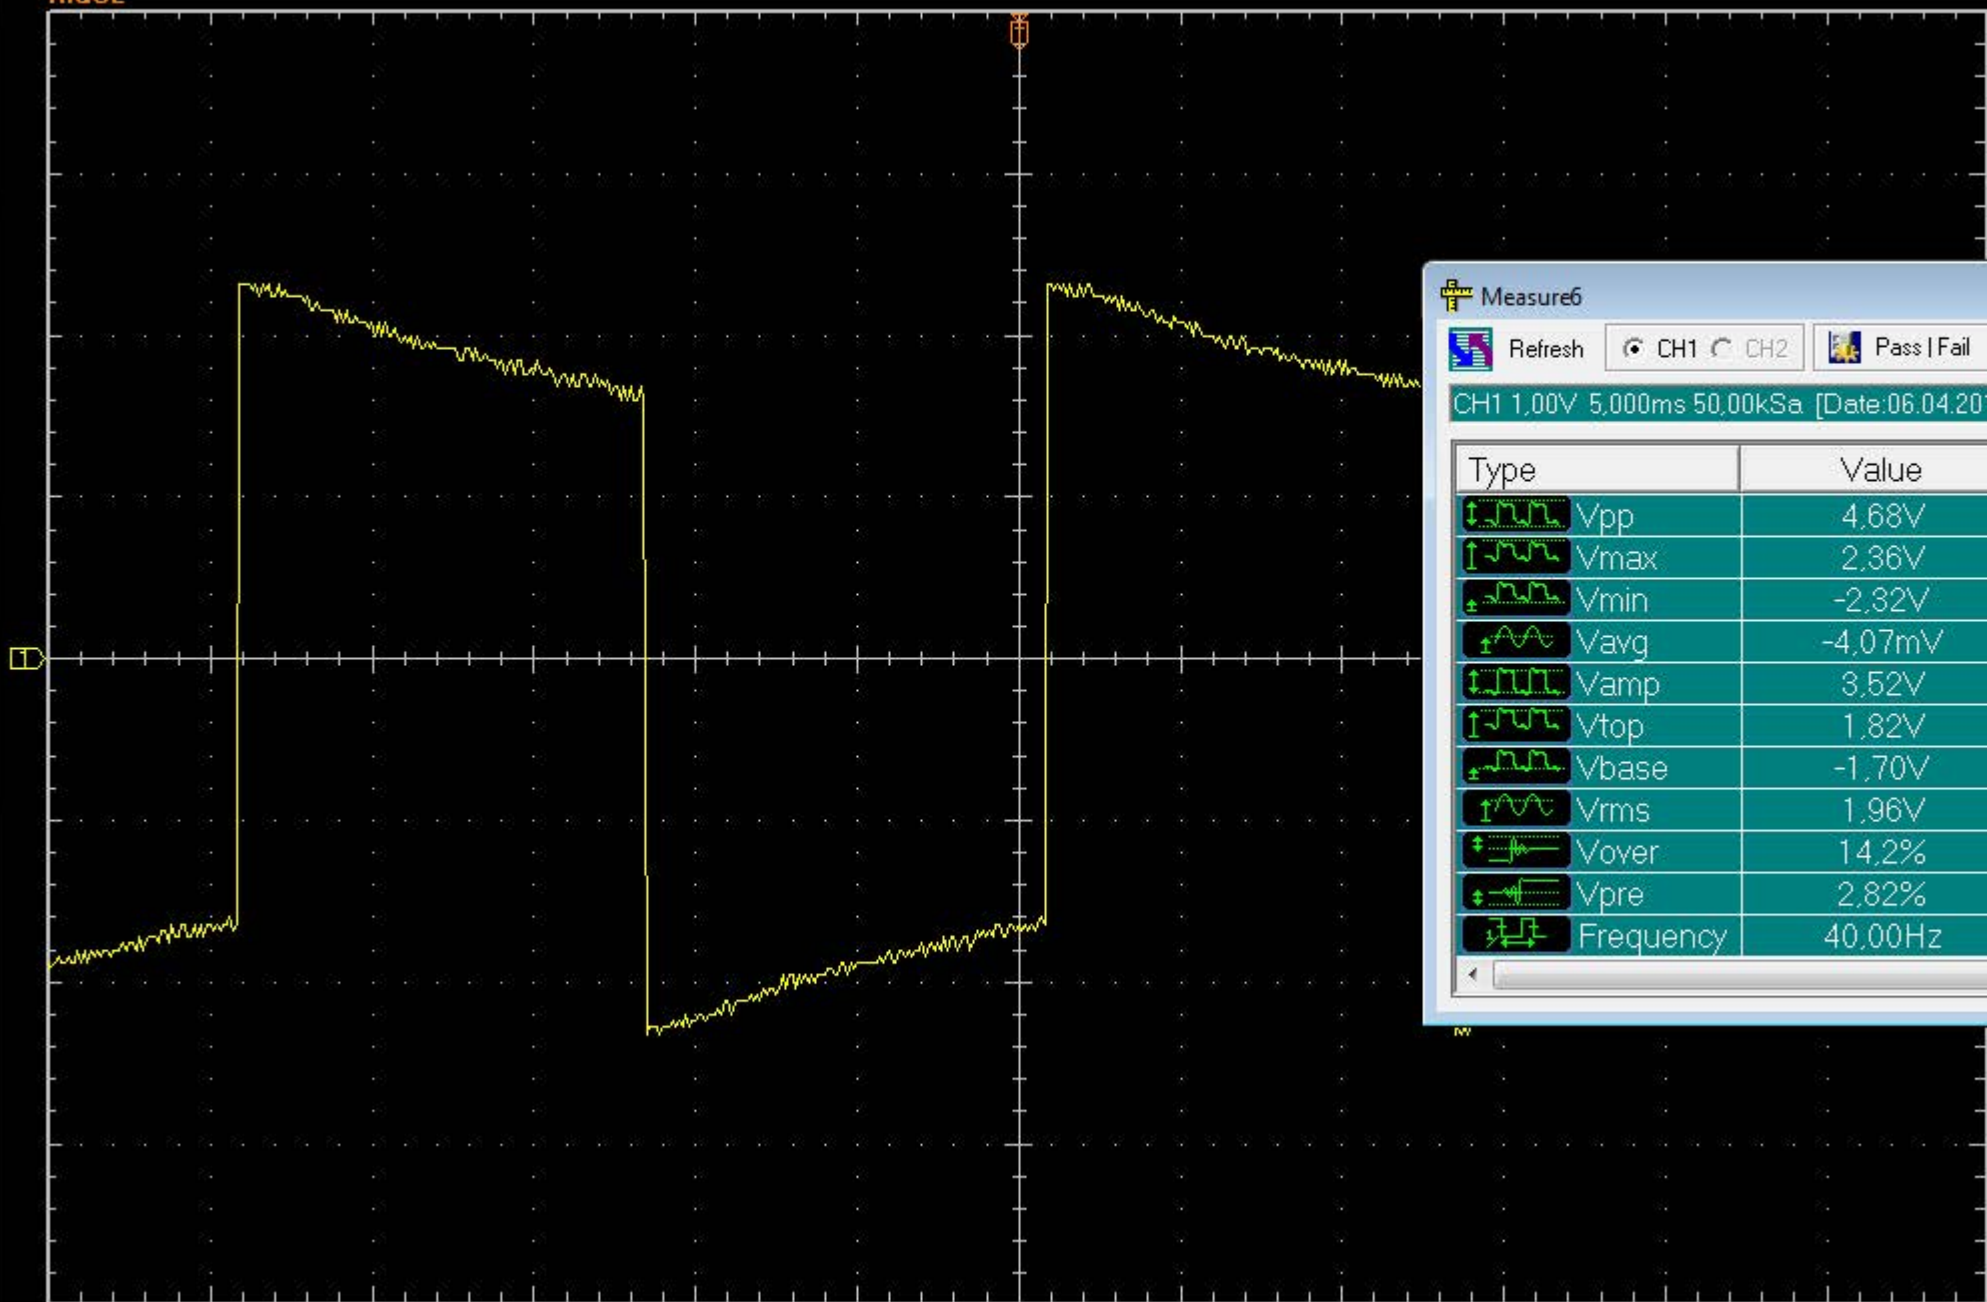 T
1
Measure6
Refresh CH1 CH2 Pass | Fail
CH1 1,00V 5,000ms 50,00kSa [Date:06.04.201
Type Value
Vpp 4,68V
Vmax 2,36V
Vmin -2,32V
Vavg -4,07mV
Vamp 3,52V
Vtop 1,82V
Vbase -1,70V
Vrms 1,96V
Vover 14,2%
Vpre 2,82%
Frequency 40,00Hz